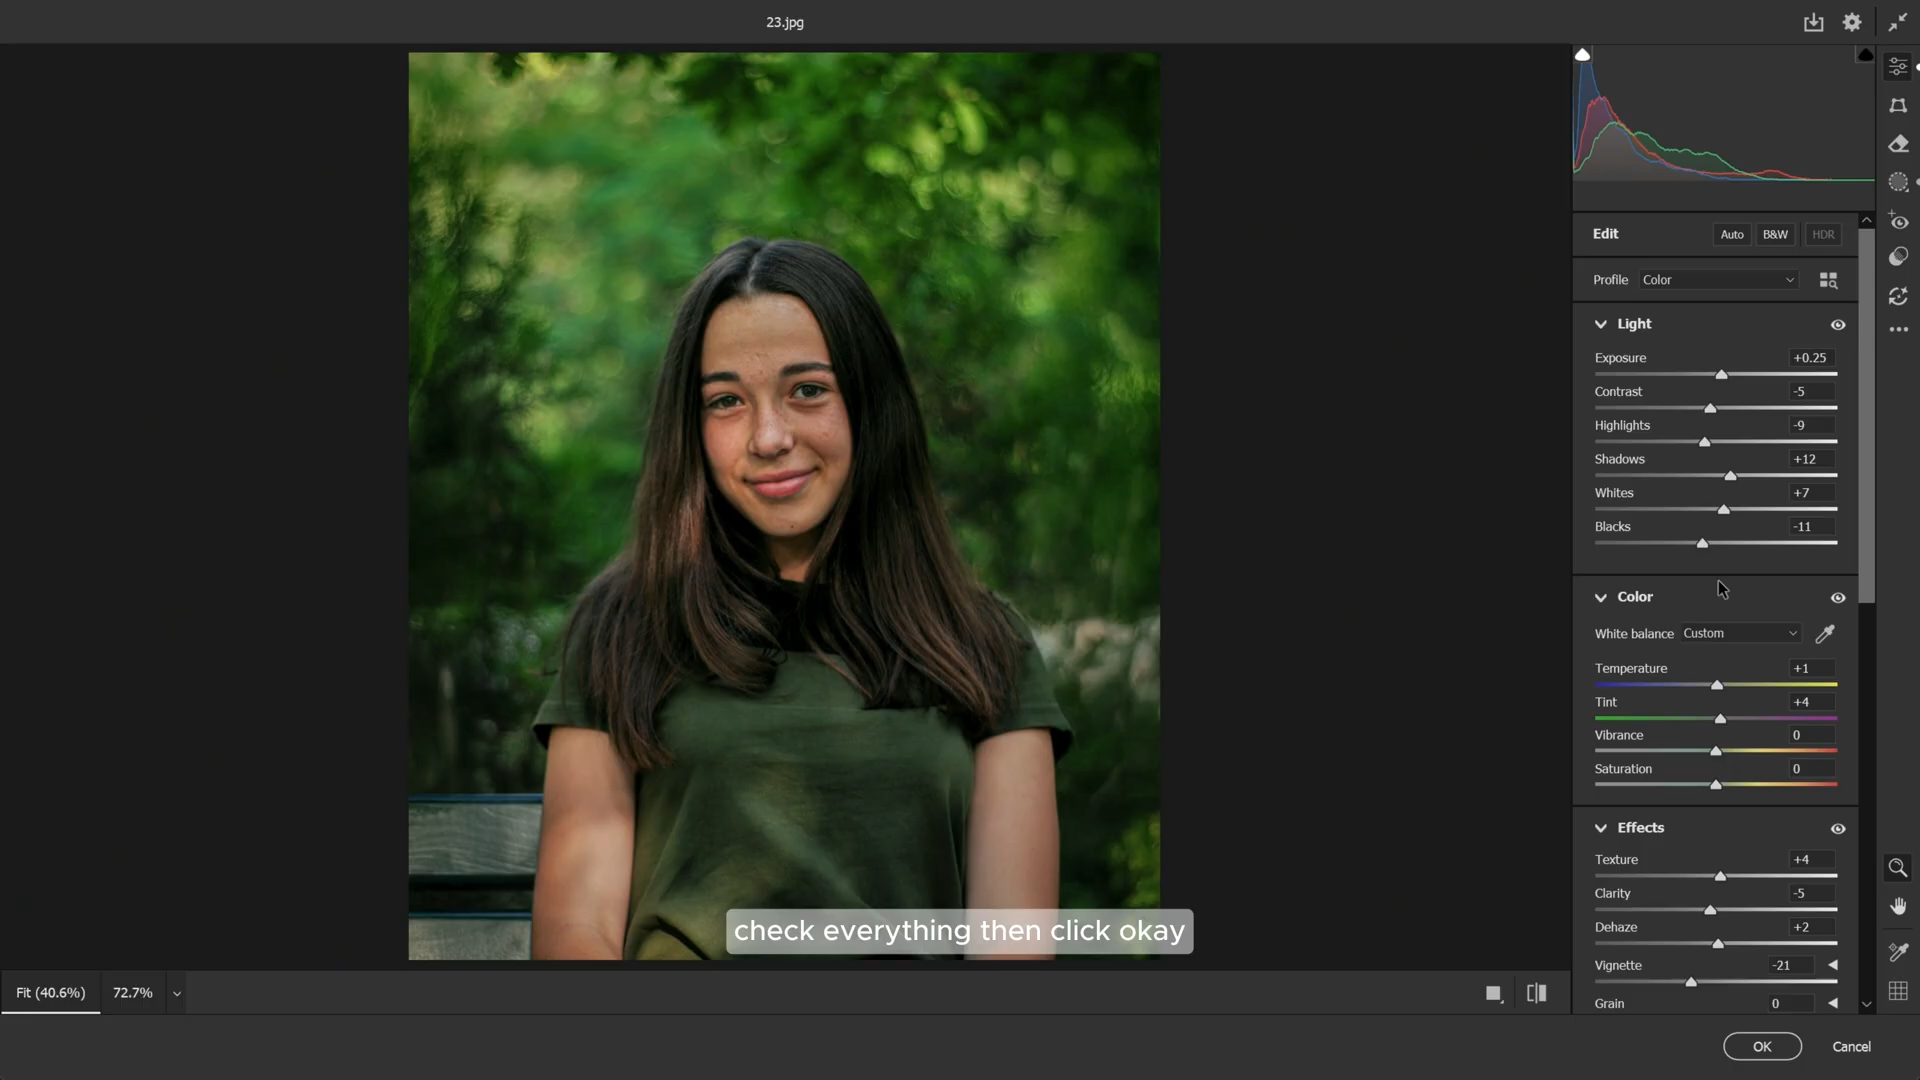 23.jpg
Edit Auto B&W HDR
Profile Color
Light
Exposure +0.25
Contrast -5
Highlights -9
Shadows +12
Whites +7
Blacks -11
Color
White balance Custom
Temperature +1
Tint +4
Vibrance 0
Saturation 0
Effects
Texture +4
Clarity -5
Dehaze +2
Vignette -21
Grain 0
check everything then click okay
Fit (40.6%) 72.7%
OK Cancel